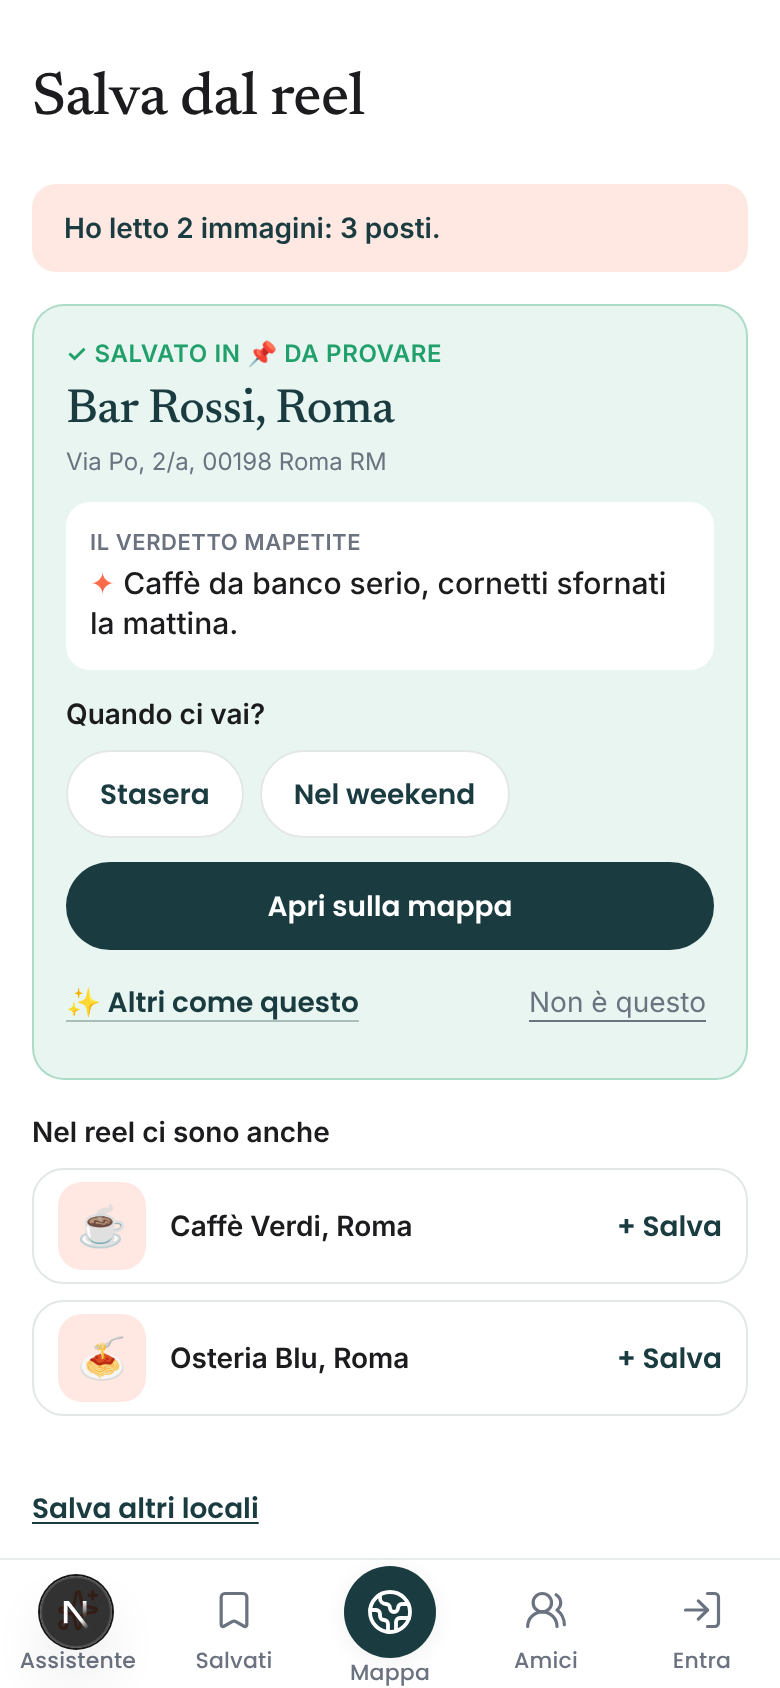 Salva dal reel
Ho letto 2 immagini: 3 posti.
✓ SALVATO IN 📌 DA PROVARE
Bar Rossi, Roma
Via Po, 2/a, 00198 Roma RM
IL VERDETTO MAPETITE
✦ Caffè da banco serio, cornetti sfornati
la mattina.
Quando ci vai?
Stasera
Nel weekend
Apri sulla mappa
✨ Altri come questo
Non è questo
Nel reel ci sono anche
Caffè Verdi, Roma
+ Salva
Osteria Blu, Roma
+ Salva
Salva altri locali
N
Assistente
Salvati
Mappa
Amici
Entra